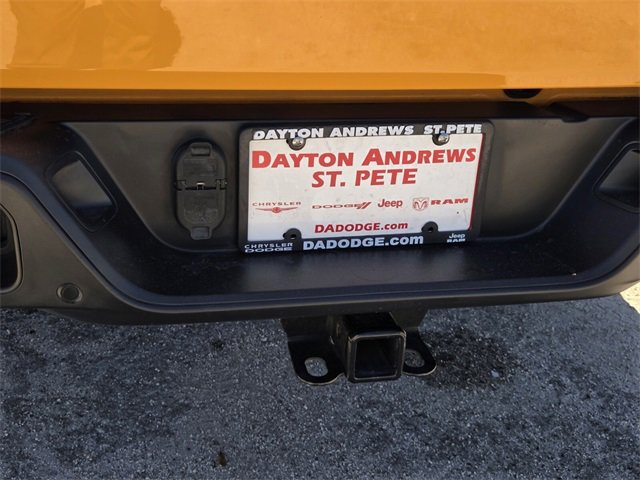 DAYTON ANDREWS ST. PETE
DAYTON ANDREWS
ST. PETE
CHRYSLER DODGE Jeep RAM
DADODGE.com
CHRYSLER DADODGE.com Jeep
DODGE RAM